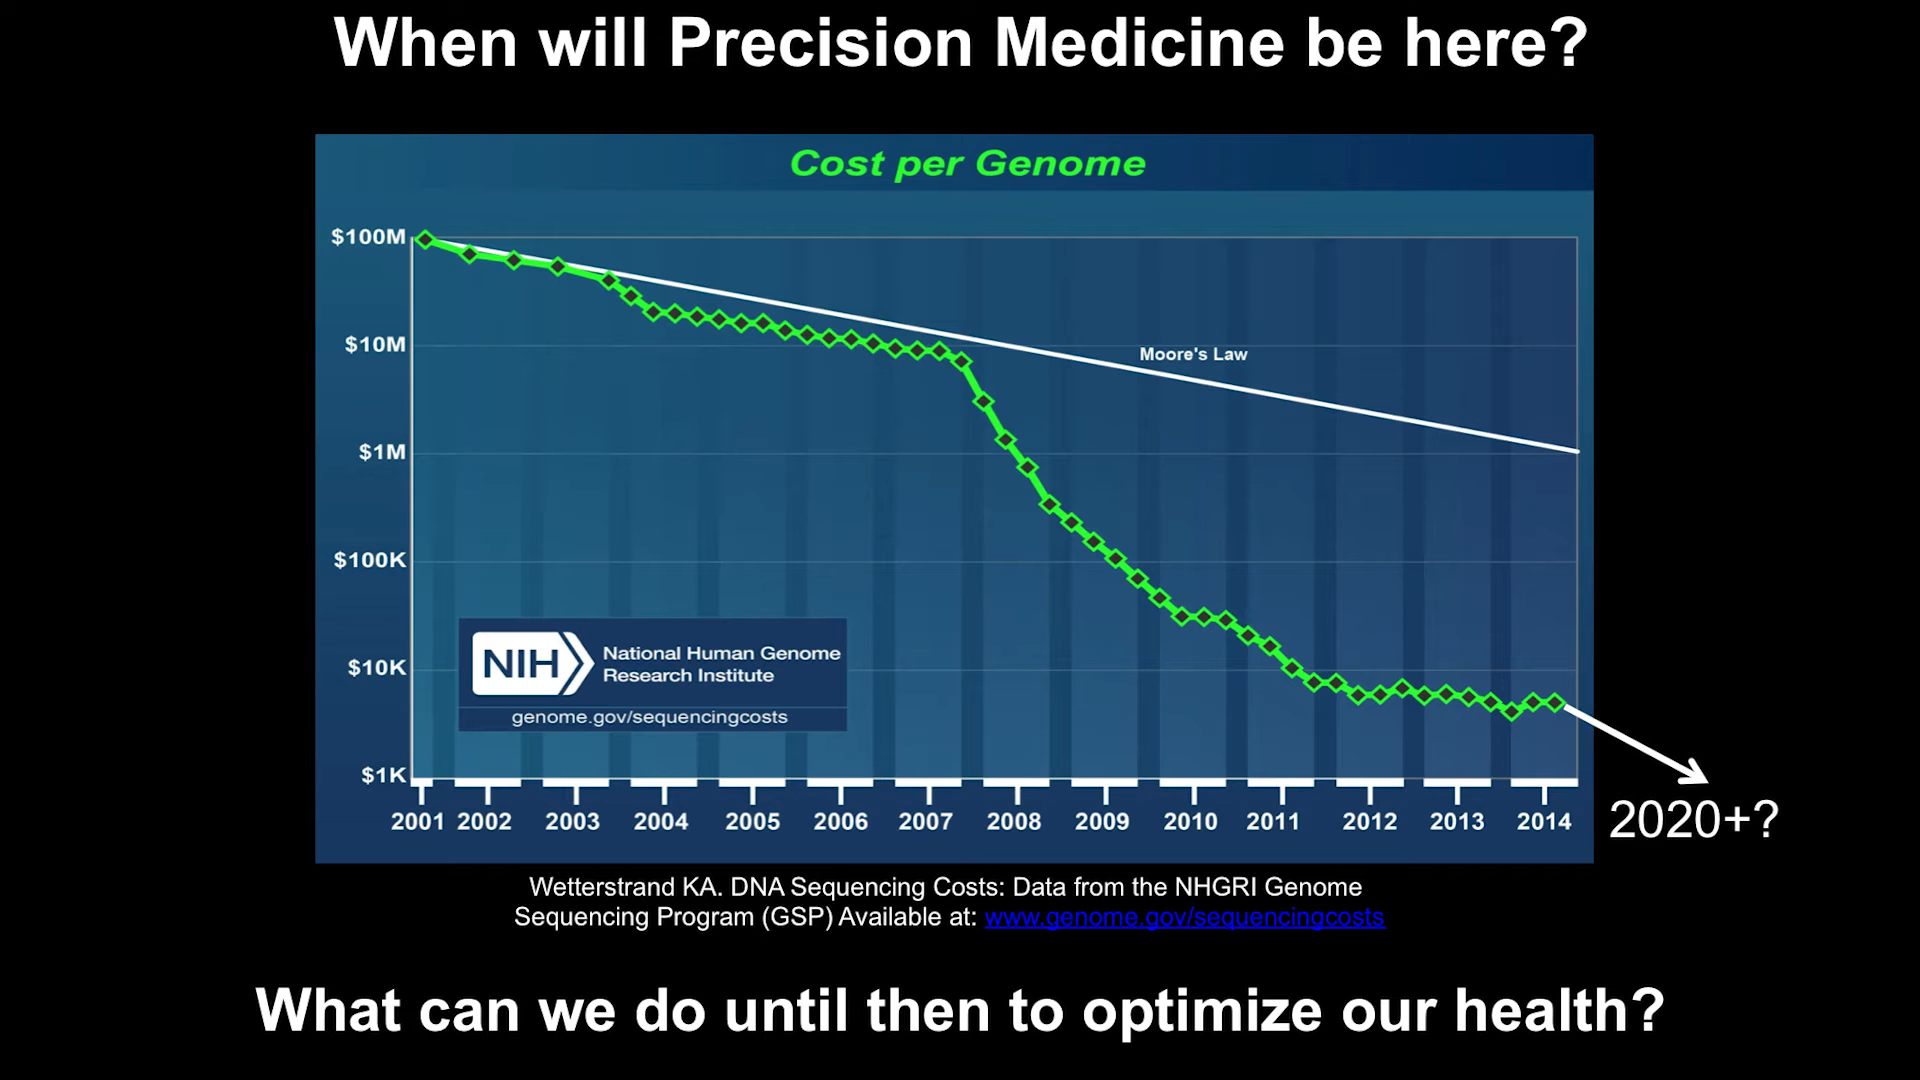 When will Precision Medicine be here?
Cost per Genome
$100M
$10M
$1M
$100K
$10K
$1K
Moore's Law
NIH
National Human Genome
Research Institute
genome.gov/sequencingcosts
2001 2002 2003 2004 2005 2006 2007 2008 2009 2010 2011 2012 2013 2014
2020+?
Wetterstrand KA. DNA Sequencing Costs: Data from the NHGRI Genome
Sequencing Program (GSP) Available at: www.genome.gov/sequencingcosts
What can we do until then to optimize our health?